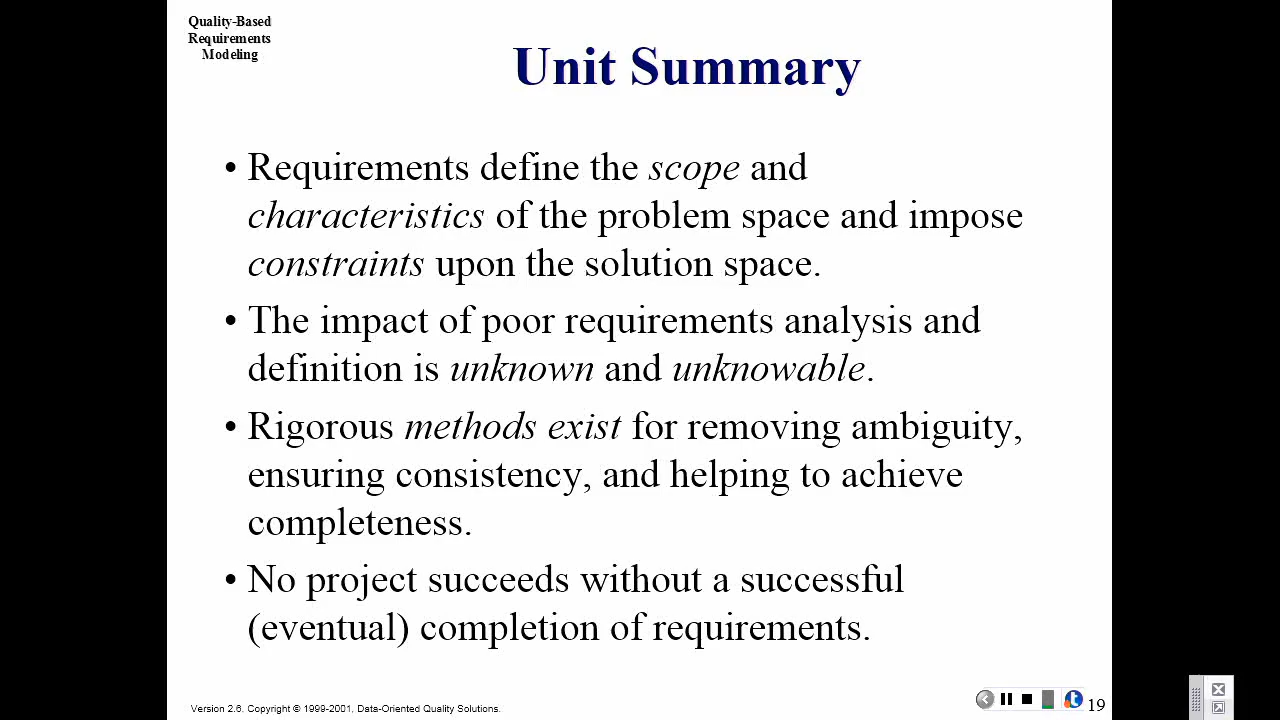 Quality-Based
Requirements
Modeling
Unit Summary
• Requirements define the scope and
characteristics of the problem space and impose
constraints upon the solution space.
• The impact of poor requirements analysis and
definition is unknown and unknowable.
• Rigorous methods exist for removing ambiguity,
ensuring consistency, and helping to achieve
completeness.
• No project succeeds without a successful
(eventual) completion of requirements.
Version 2.6. Copyright © 1999-2001, Data-Oriented Quality Solutions.
19